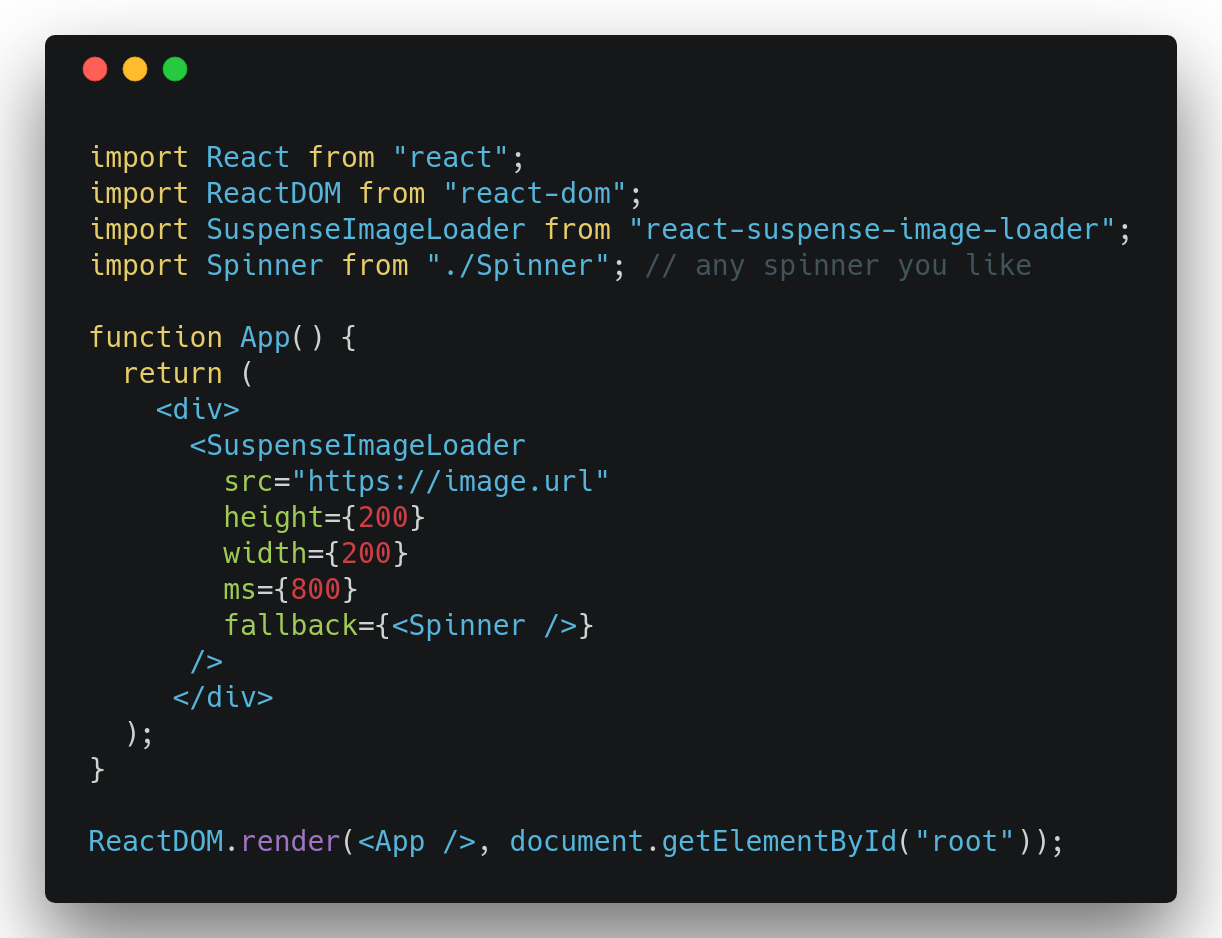 import React from "react";
import ReactDOM from "react-dom";
import SuspenseImageLoader from "react-suspense-image-loader";
import Spinner from "./Spinner"; // any spinner you like

function App() {
  return (
    <div>
      <SuspenseImageLoader
        src="https://image.url"
        height={200}
        width={200}
        ms={800}
        fallback={<Spinner />}
      />
     </div>
  );
}

ReactDOM.render(<App />, document.getElementById("root"));